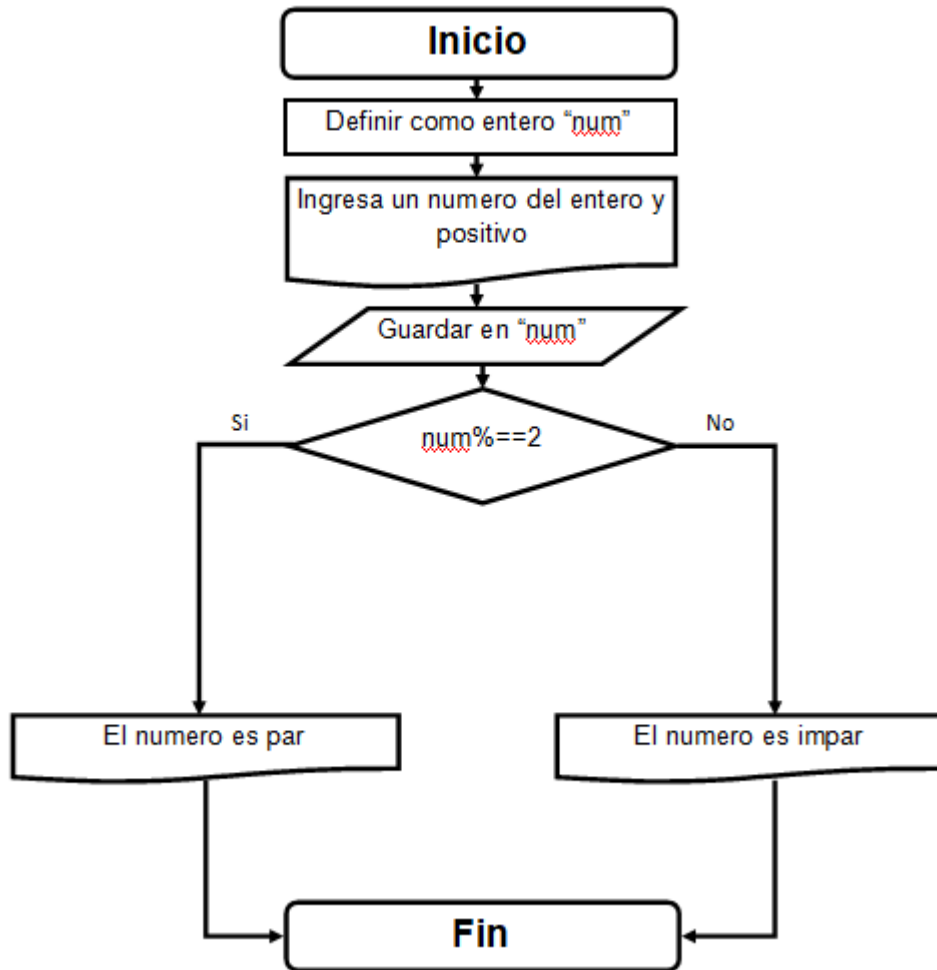 Inicio
Definir como entero “num”
Ingresa un numero del entero y
positivo
Guardar en “num”
Si
No
num%==2
El numero es par
El numero es impar
Fin